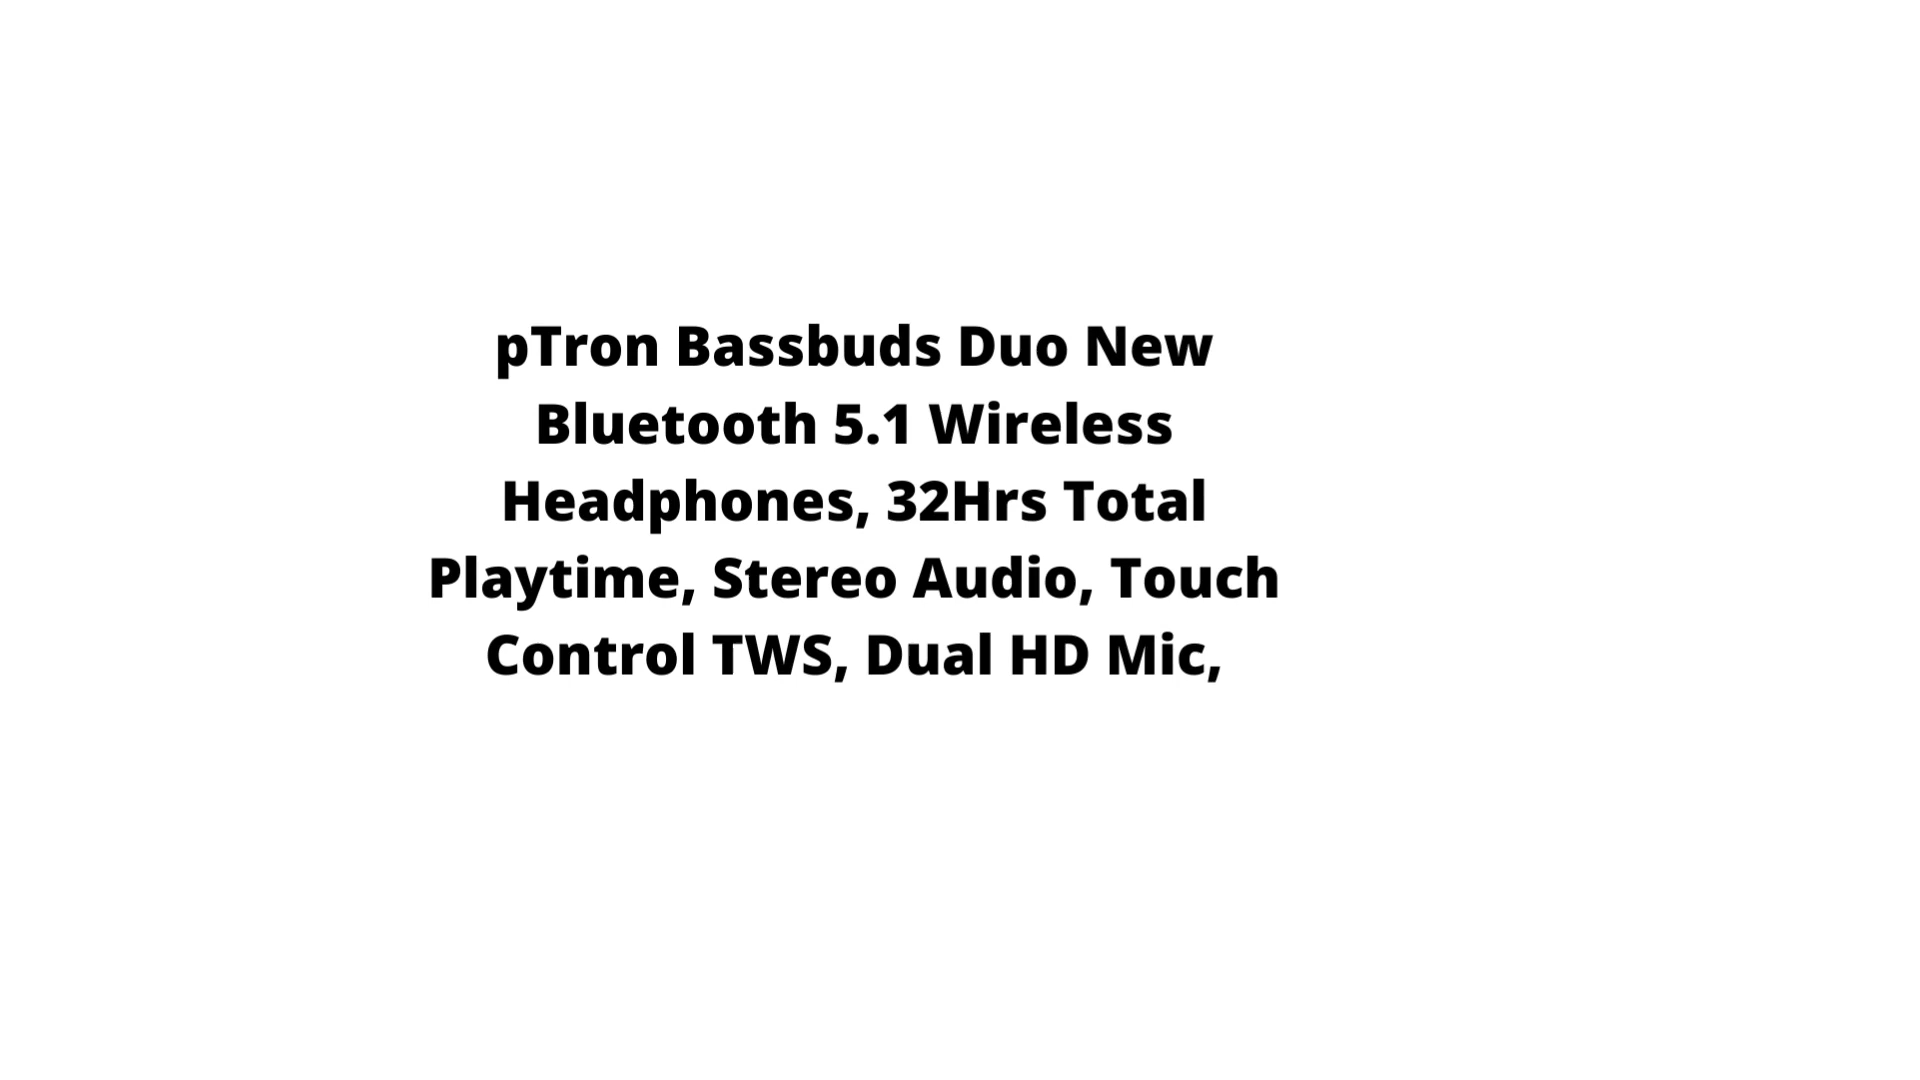 pTron Bassbuds Duo New
Bluetooth 5.1 Wireless
Headphones, 32Hrs Total
Playtime, Stereo Audio, Touch
Control TWS, Dual HD Mic,